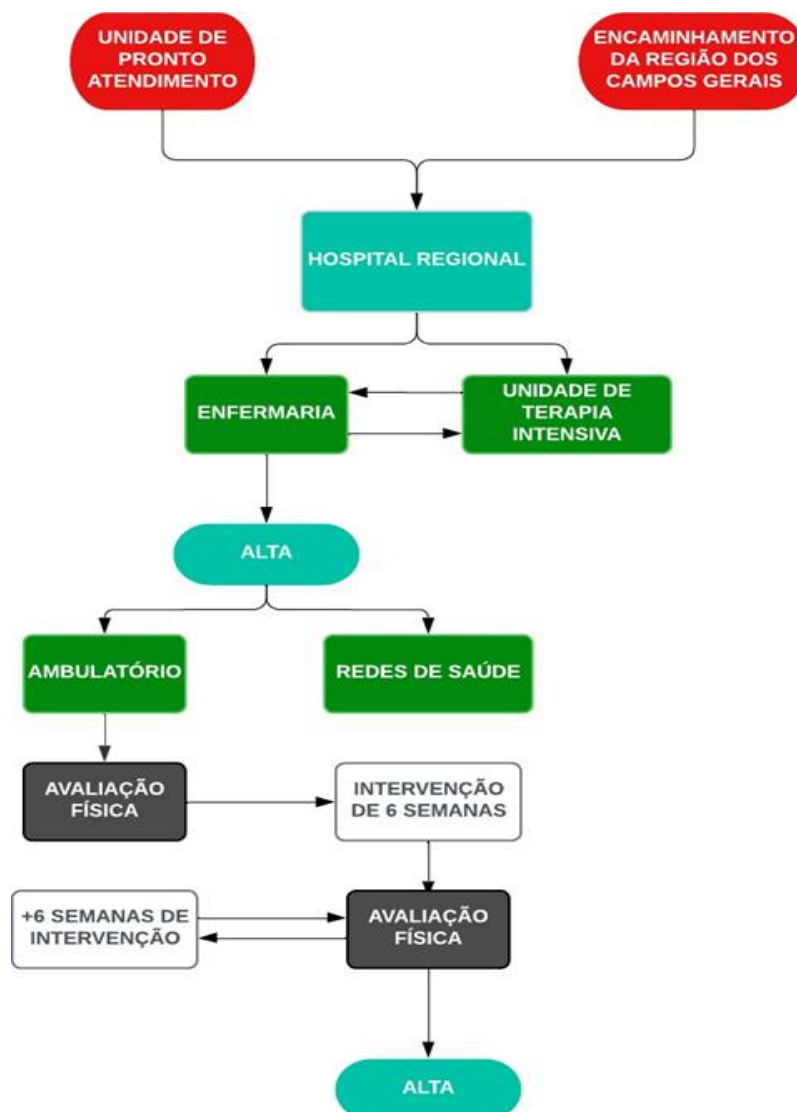 UNIDADE DE
PRONTO
ATENDIMENTO
ENCAMINHAMENTO
DA REGIÃO DOS
CAMPOS GERAIS
HOSPITAL REGIONAL
ENFERMARIA
UNIDADE DE
TERAPIA
INTENSIVA
ALTA
AMBULATÓRIO
REDES DE SAÚDE
AVALIAÇÃO
FÍSICA
INTERVENÇÃO
DE 6 SEMANAS
+6 SEMANAS DE
INTERVENÇÃO
AVALIAÇÃO
FÍSICA
ALTA